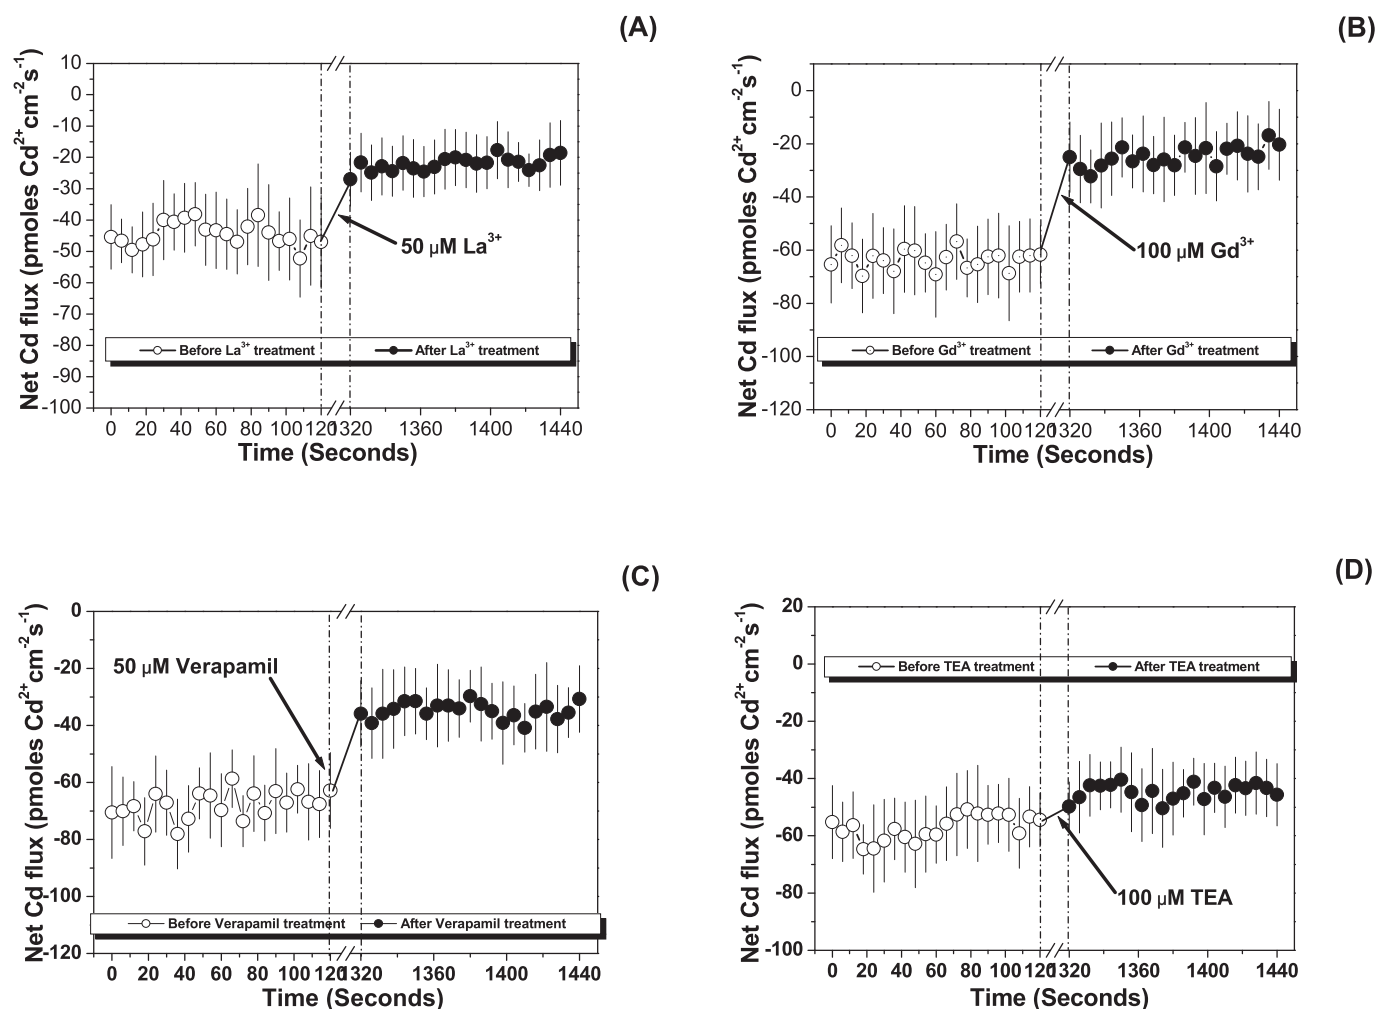 (A)
Net Cd flux (pmoles Cd²⁺cm⁻²s⁻¹)
10
0
-10
-20
-30
-40
-50
-60
-70
-80
-90
-100
50 µM La³⁺
Before La³⁺ treatment
After La³⁺ treatment
0 20 40 60 80 100 120 1320 1360 1400 1440
Time (Seconds)
(B)
Net Cd flux (pmoles Cd²⁺cm⁻²s⁻¹)
0
-20
-40
-60
-80
-100
-120
100 µM Gd³⁺
Before Gd³⁺ treatment
After Gd³⁺ treatment
0 20 40 60 80 100 120 1320 1360 1400 1440
Time (Seconds)
(C)
Net Cd flux (pmoles Cd²⁺cm⁻²s⁻¹)
0
-20
-40
-60
-80
-100
-120
50 µM Verapamil
Before Verapamil treatment
After Verapamil treatment
0 20 40 60 80 100 120 1320 1360 1400 1440
Time (Seconds)
(D)
Net Cd flux (pmoles Cd²⁺cm⁻²s⁻¹)
20
0
-20
-40
-60
-80
-100
Before TEA treatment
After TEA treatment
100 µM TEA
0 20 40 60 80 100 120 1320 1360 1400 1440
Time (Seconds)